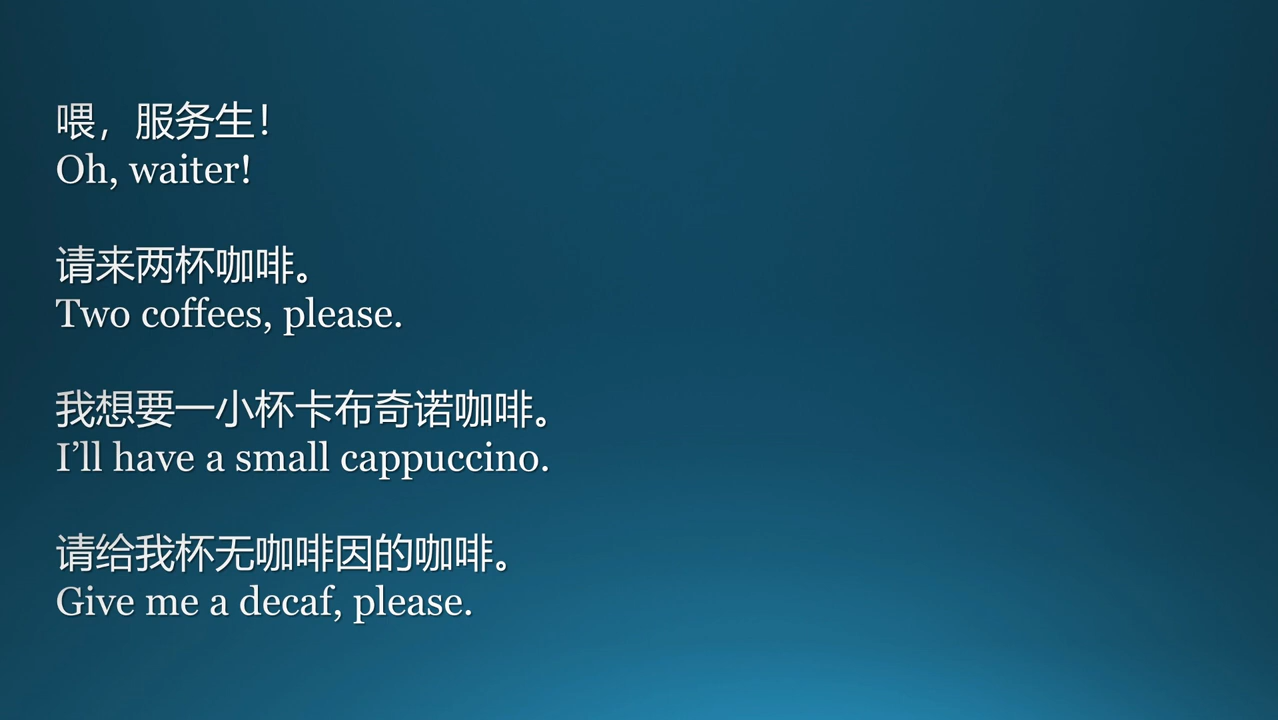 喂，服务生！
Oh, waiter!
请来两杯咖啡。
Two coffees, please.
我想要一小杯卡布奇诺咖啡。
I’ll have a small cappuccino.
请给我杯无咖啡因的咖啡。
Give me a decaf, please.